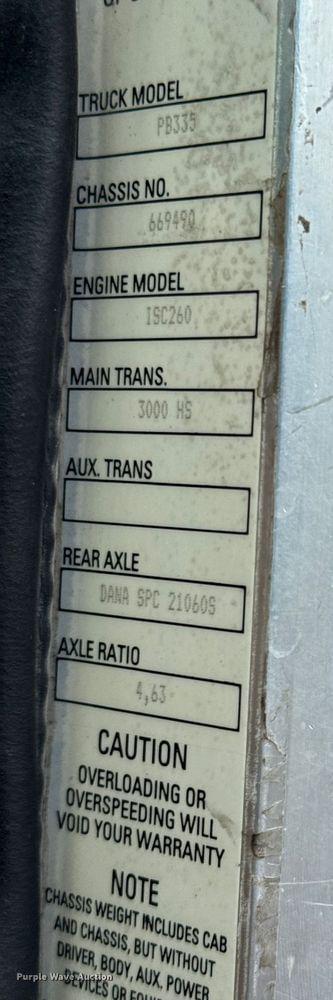 TRUCK MODEL
PB335
CHASSIS NO.
669490
ENGINE MODEL
ISC260
MAIN TRANS.
3000 HS
AUX. TRANS
REAR AXLE
DANA SPC 21060S
AXLE RATIO
4,63
CAUTION
OVERLOADING OR
OVERSPEEDING WILL
VOID YOUR WARRANTY
NOTE
CHASSIS WEIGHT INCLUDES CAB
AND CHASSIS, BUT WITHOUT
DRIVER, BODY, AUX. POWER
DEVICES OR
Purple Wave Auction